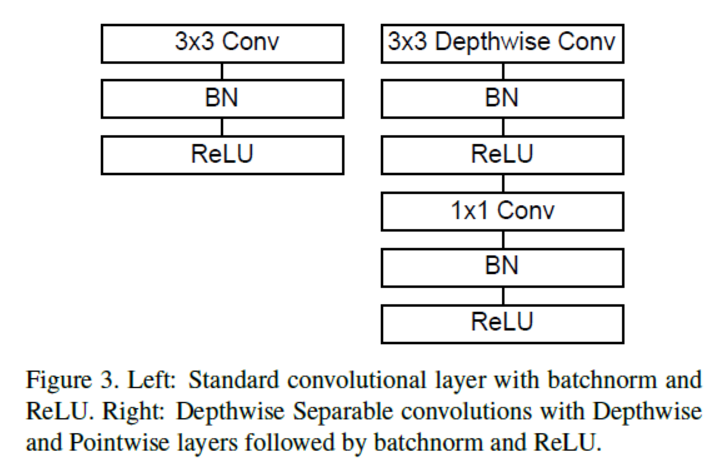 3x3 Conv
BN
ReLU
3x3 Depthwise Conv
BN
ReLU
1x1 Conv
BN
ReLU
Figure 3. Left: Standard convolutional layer with batchnorm and
ReLU. Right: Depthwise Separable convolutions with Depthwise
and Pointwise layers followed by batchnorm and ReLU.